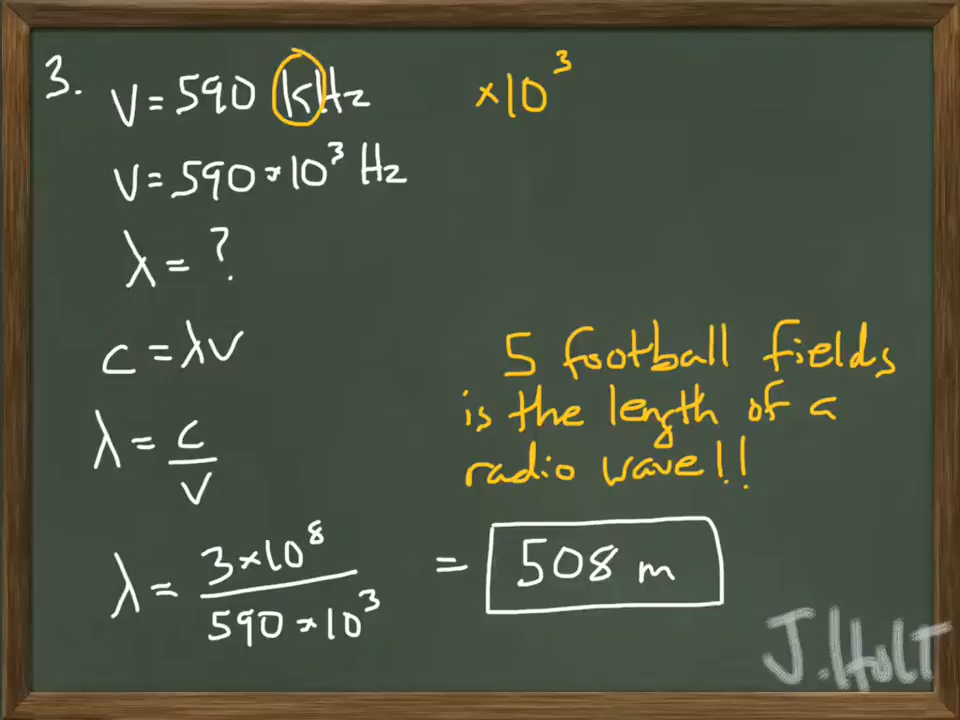 3. ν = 590 kHz ×10³
ν = 590 × 10³ Hz
λ = ?
c = λν
λ = c/ν
5 football fields
is the length of a
radio wave!!
λ = 3×10⁸ / 590 × 10³ = 508 m
J.Holt